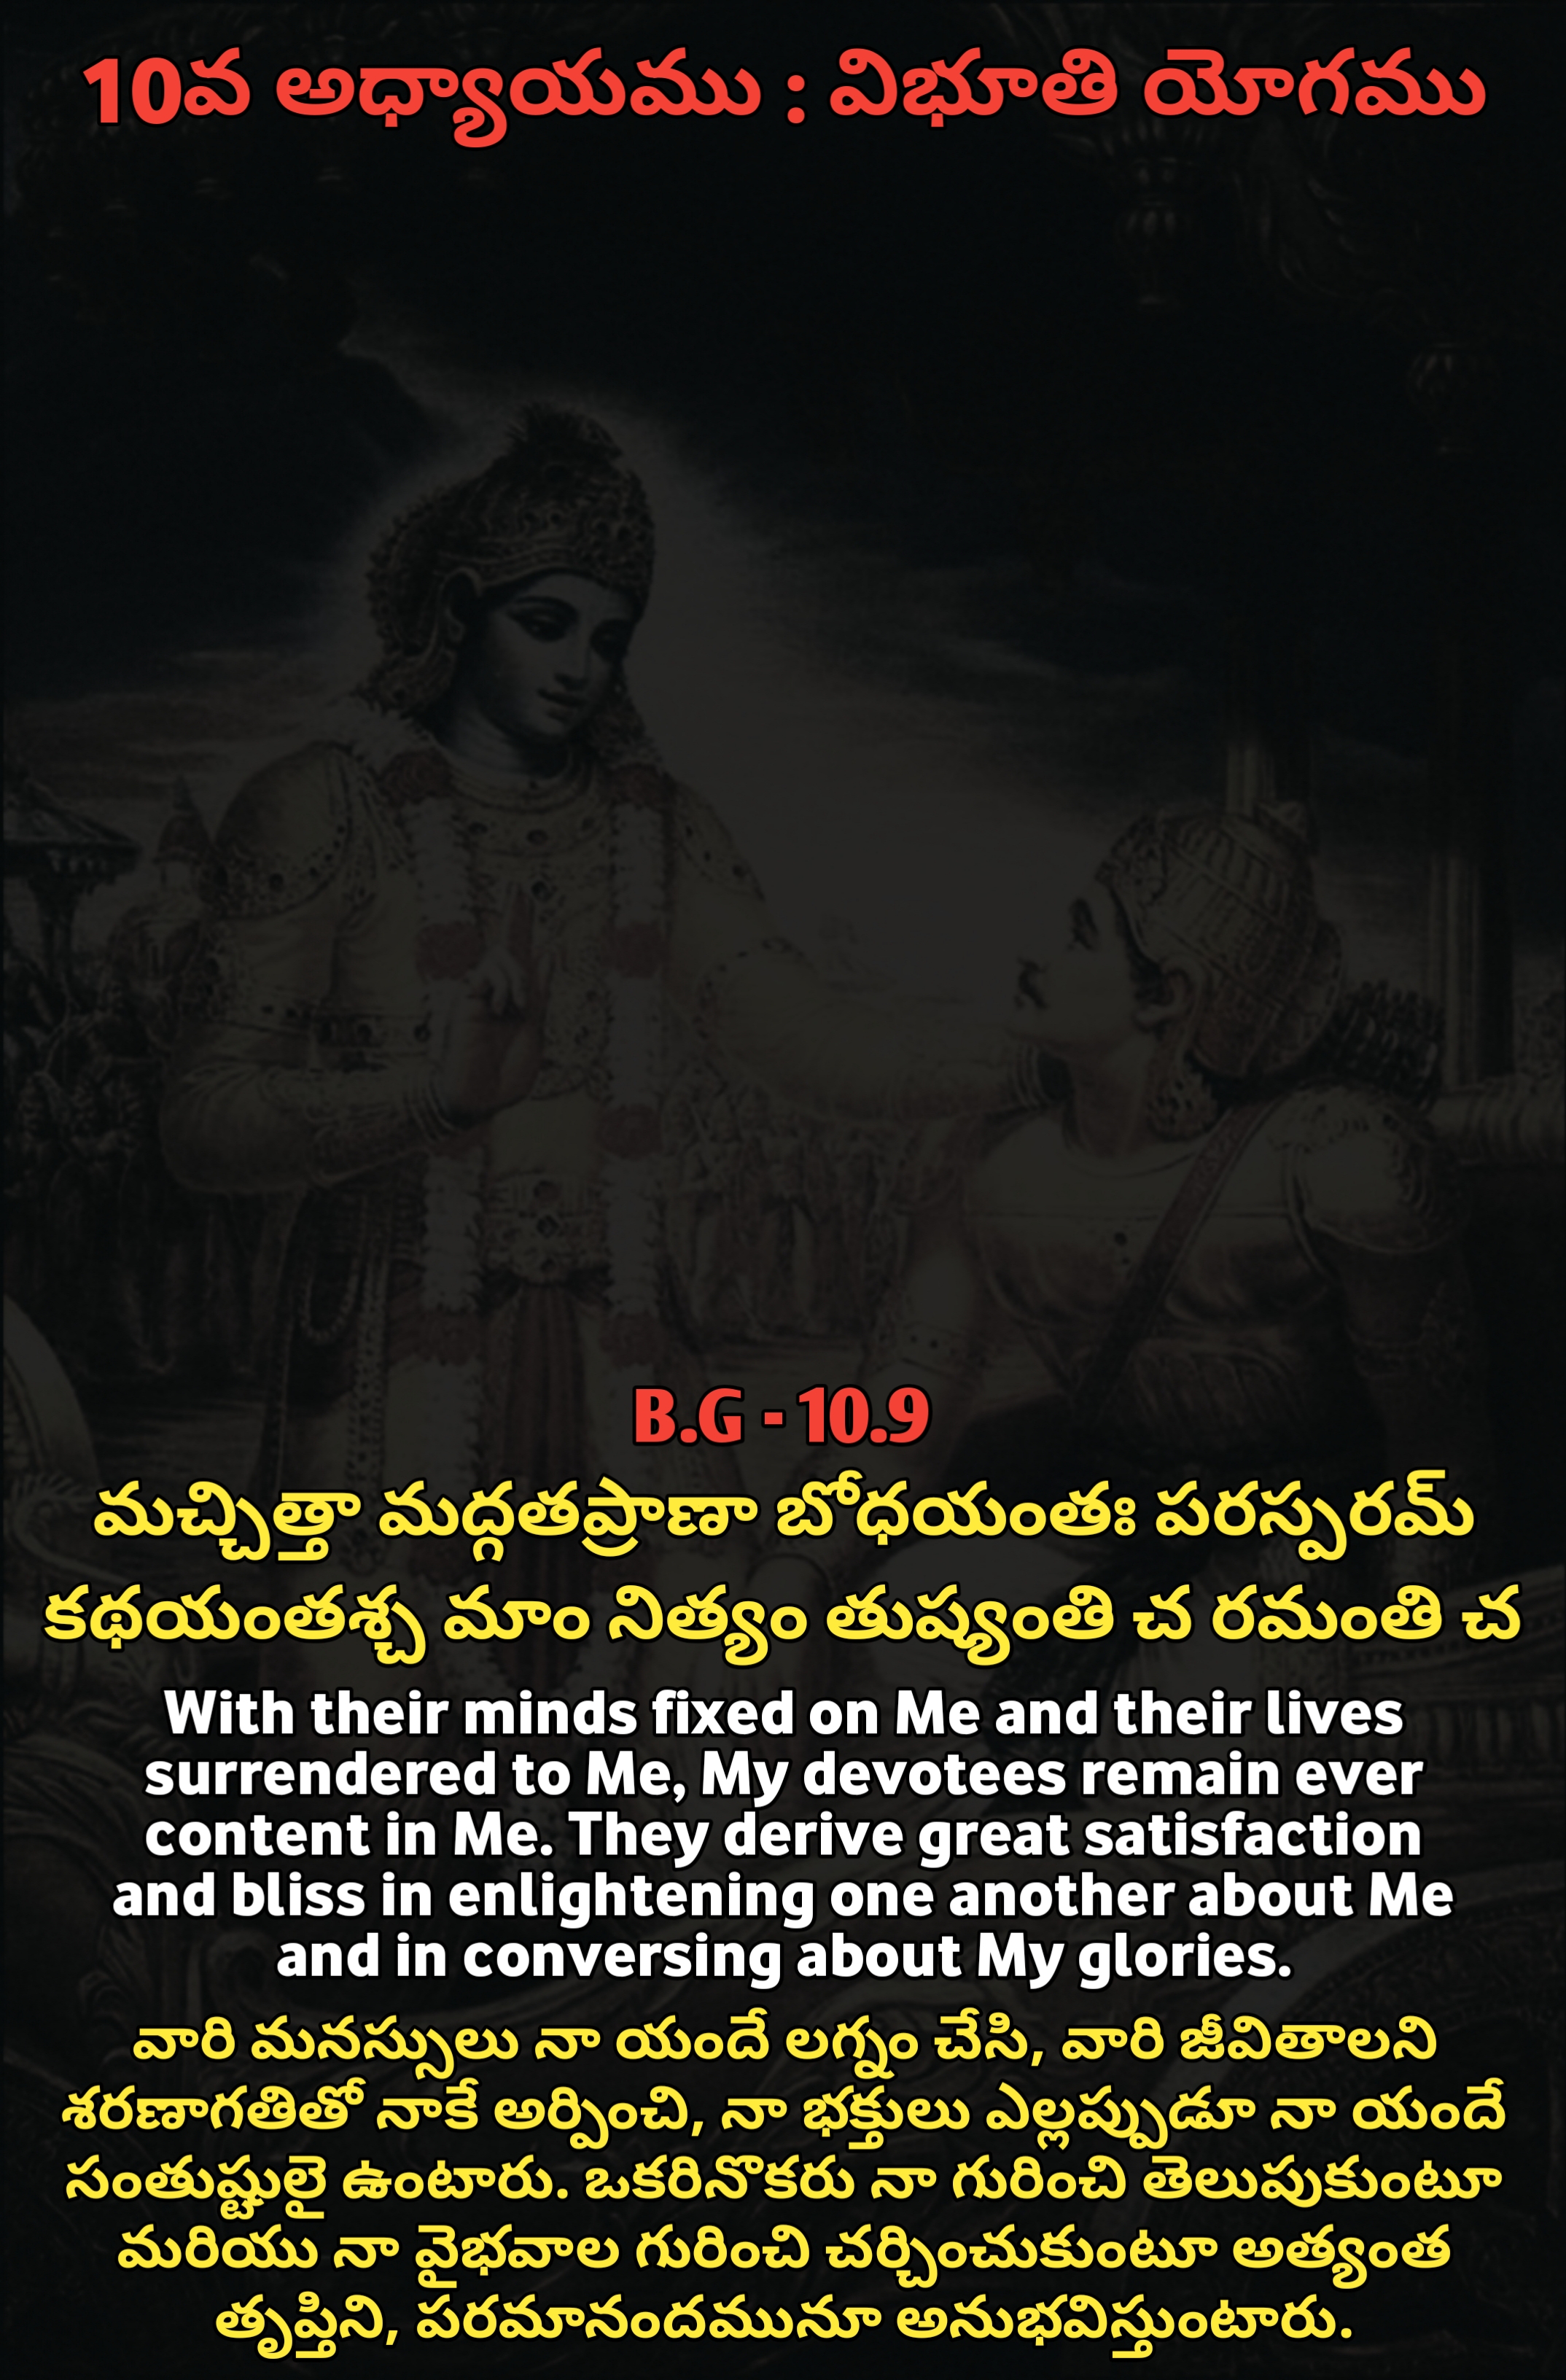 10వ అధ్యాయము : విభూతి యోగము
B.G - 10.9
మచ్చిత్తా మద్గతప్రాణా బోధయంతః పరస్పరమ్
కథయంతశ్చ మాం నిత్యం తుష్యంతి చ రమంతి చ
With their minds fixed on Me and their lives
surrendered to Me, My devotees remain ever
content in Me. They derive great satisfaction
and bliss in enlightening one another about Me
and in conversing about My glories.
వారి మనస్సులు నా యందే లగ్నం చేసి, వారి జీవితాలని
శరణాగతితో నాకే అర్పించి, నా భక్తులు ఎల్లప్పుడూ నా యందే
సంతుష్టులై ఉంటారు. ఒకరినొకరు నా గురించి తెలుపుకుంటూ
మరియు నా వైభవాల గురించి చర్చించుకుంటూ అత్యంత
తృప్తిని, పరమానందమునూ అనుభవిస్తుంటారు.